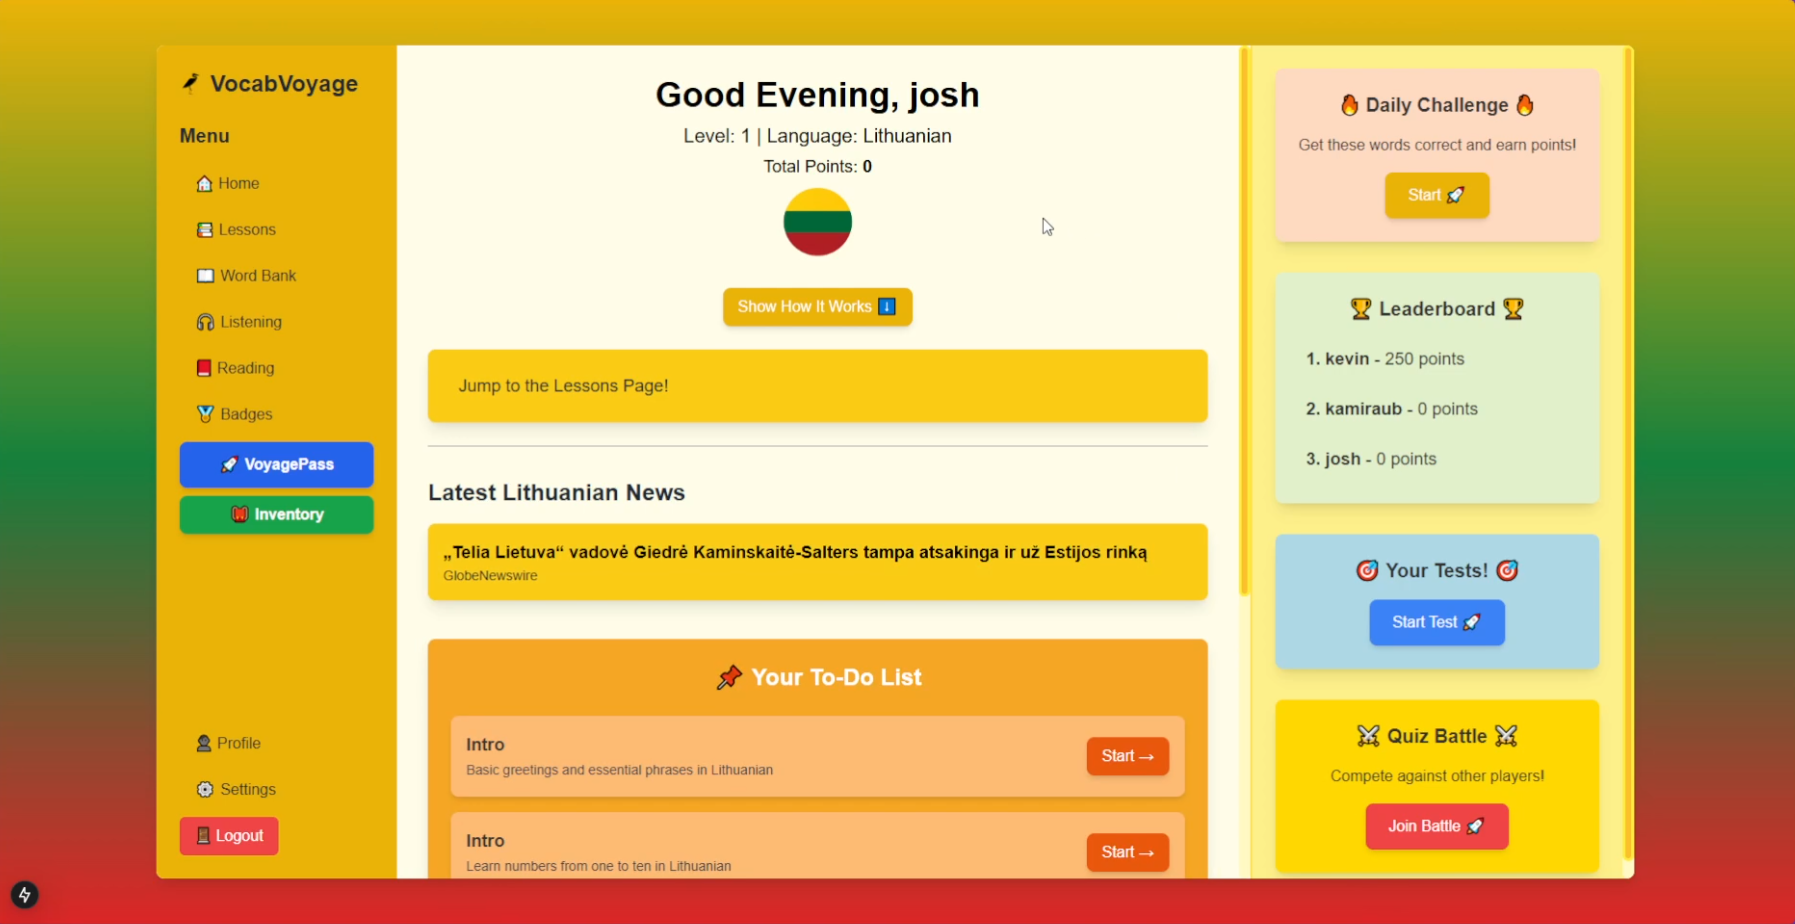 VocabVoyage
Menu
Home
Lessons
Word Bank
Listening
Reading
Badges
VoyagePass
Inventory
Profile
Settings
Logout
Good Evening, josh
Level: 1 | Language: Lithuanian
Total Points: 0
Show How It Works
Jump to the Lessons Page!
Latest Lithuanian News
„Telia Lietuva“ vadovė Giedrė Kaminskaitė-Salters tampa atsakinga ir už Estijos rinką
GlobeNewswire
Your To-Do List
Intro
Basic greetings and essential phrases in Lithuanian
Start →
Intro
Learn numbers from one to ten in Lithuanian
Start →
Daily Challenge
Get these words correct and earn points!
Start
Leaderboard
1. kevin - 250 points
2. kamiraub - 0 points
3. josh - 0 points
Your Tests!
Start Test
Quiz Battle
Compete against other players!
Join Battle